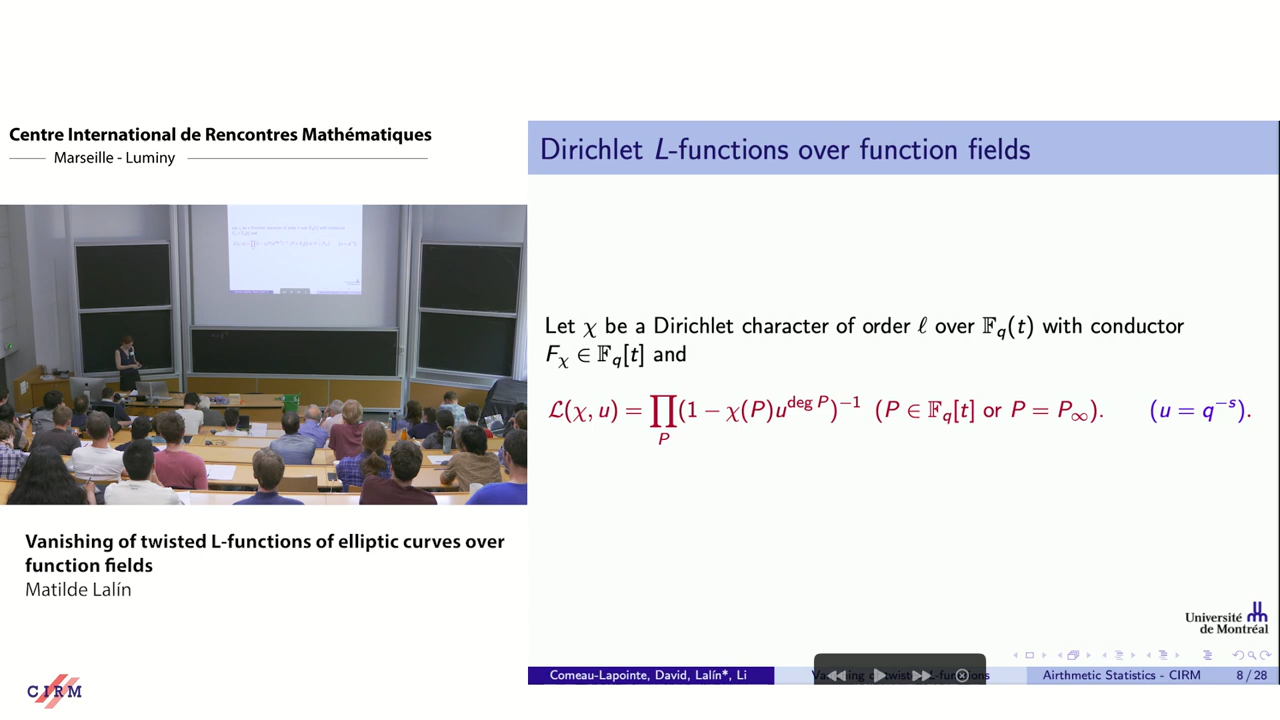 Centre International de Rencontres Mathématiques
Marseille - Luminy
Vanishing of twisted L-functions of elliptic curves over
function fields
Matilde Lalín
CIRM
Dirichlet L-functions over function fields
Let χ be a Dirichlet character of order ℓ over 𝔽_q(t) with conductor
F_χ ∈ 𝔽_q[t] and
ℒ(χ, u) = ∏_P (1 − χ(P)u^{deg P})^{−1} (P ∈ 𝔽_q[t] or P = P_∞). (u = q^{−s}).
Université
de Montréal
Comeau-Lapointe, David, Lalín*, Li
Airthmetic Statistics - CIRM
8 / 28